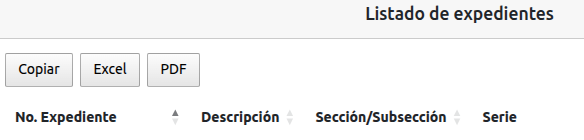 Listado de expedientes
Copiar Excel PDF
No. Expediente Descripción Sección/Subsección Serie